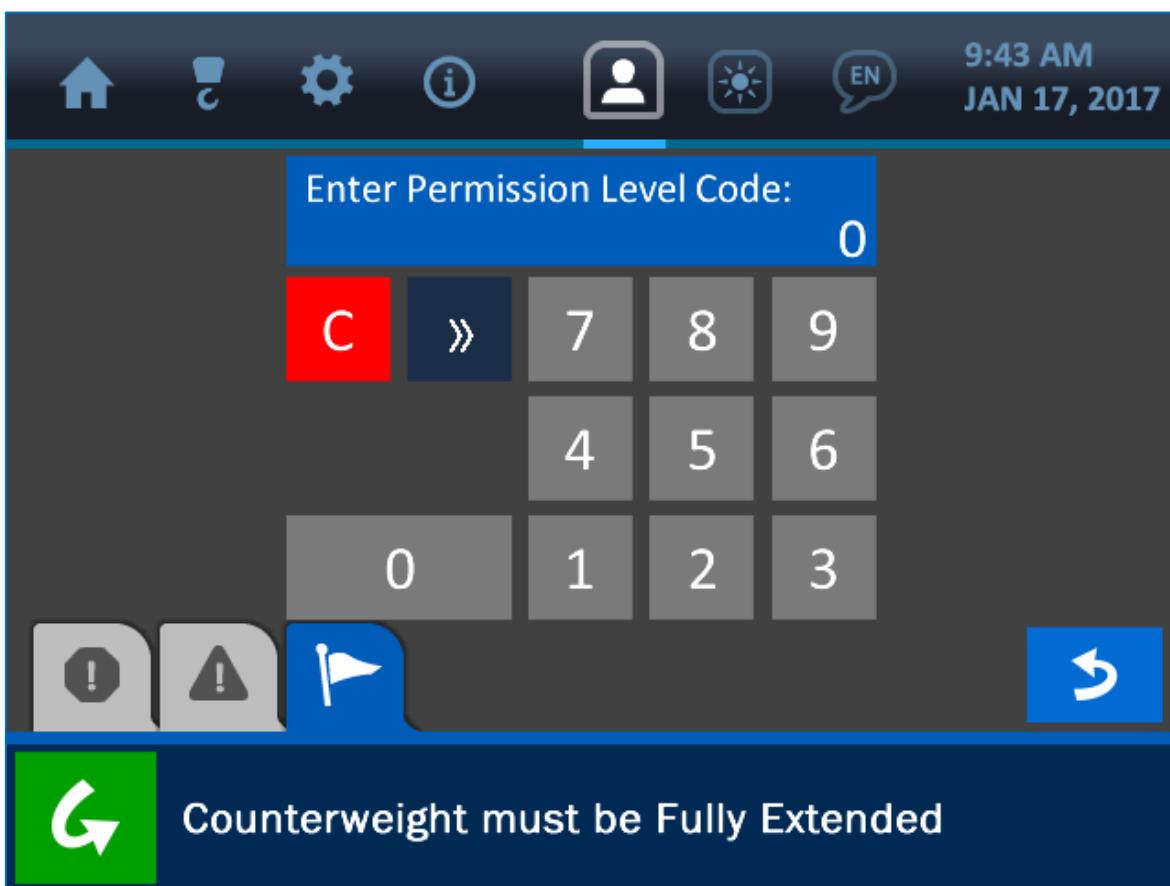 9:43 AM
EN
JAN 17, 2017
Enter Permission Level Code:
0
C » 7 8 9
4 5 6
0 1 2 3
Counterweight must be Fully Extended